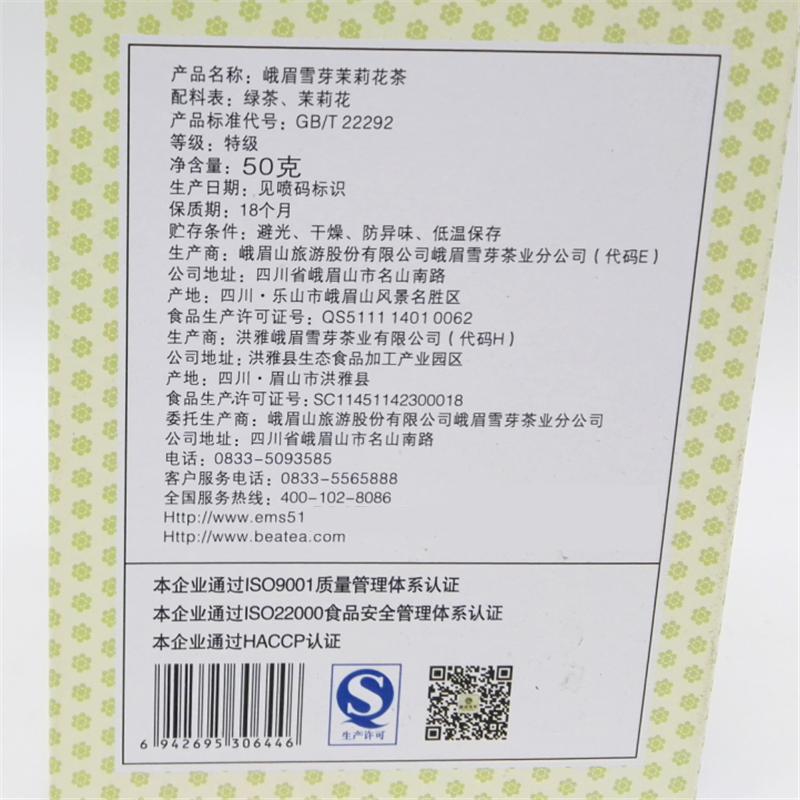 产品名称：峨眉雪芽茉莉花茶
配料表：绿茶、茉莉花
产品标准代号：GB/T 22292
等级：特级
净含量：50克
生产日期：见喷码标识
保质期：18个月
贮存条件：避光、干燥、防异味、低温保存
生产商：峨眉山旅游股份有限公司峨眉雪芽茶业分公司（代码E）
公司地址：四川省峨眉山市名山南路
产地：四川·乐山市峨眉山风景名胜区
食品生产许可证号：QS5111 1401 0062
生产商：洪雅峨眉雪芽茶业有限公司（代码H）
公司地址：洪雅县生态食品加工产业园区
产地：四川·眉山市洪雅县
食品生产许可证号：SC11451142300018
委托生产商：峨眉山旅游股份有限公司峨眉雪芽茶业分公司
公司地址：四川省峨眉山市名山南路
电话：0833-5093585
客户服务电话：0833-5565888
全国服务热线：400-102-8086
Http://www.ems51
Http://www.beatea.com
本企业通过ISO9001质量管理体系认证
本企业通过ISO22000食品安全管理体系认证
本企业通过HACCP认证
生产许可
6 942695 306446